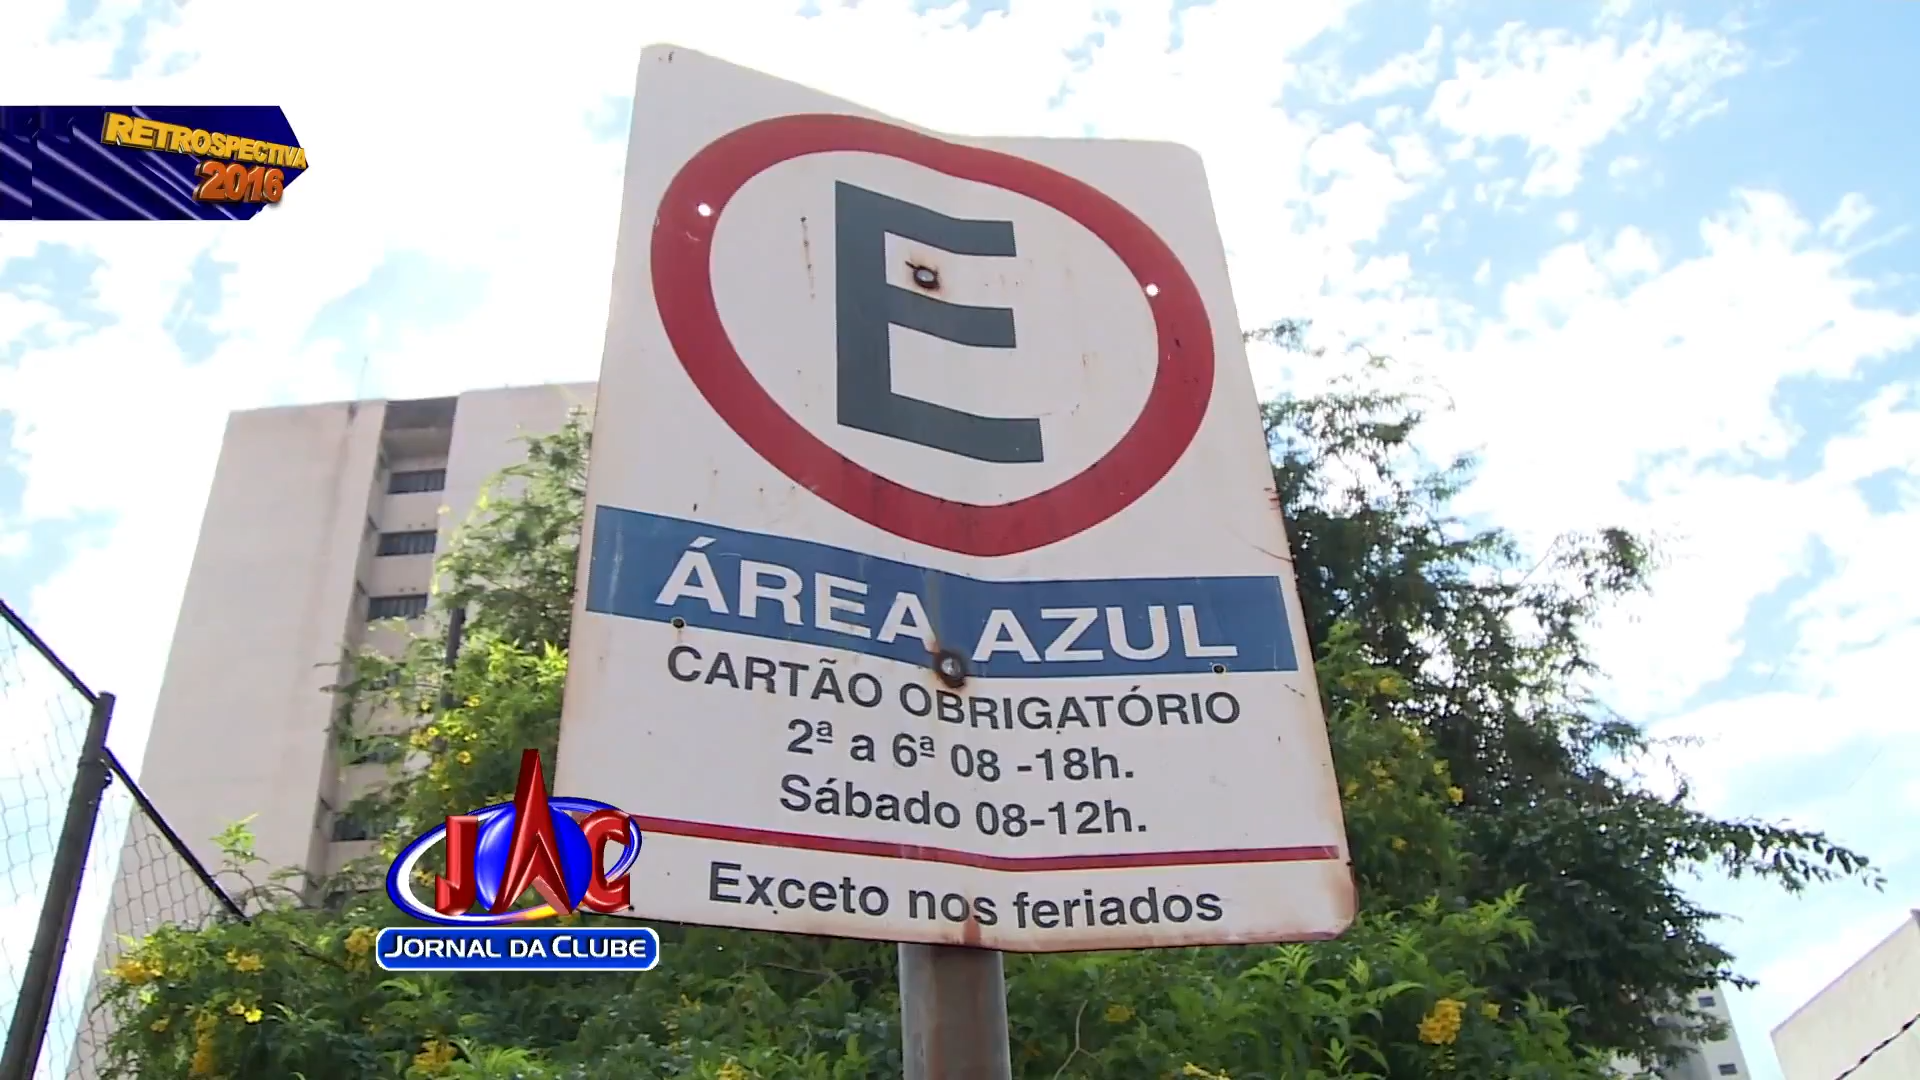 RETROSPECTIVA
2016
E
ÁREA AZUL
CARTÃO OBRIGATÓRIO
2ª a 6ª 08 -18h.
Sábado 08-12h.
Exceto nos feriados
JAC
JORNAL DA CLUBE